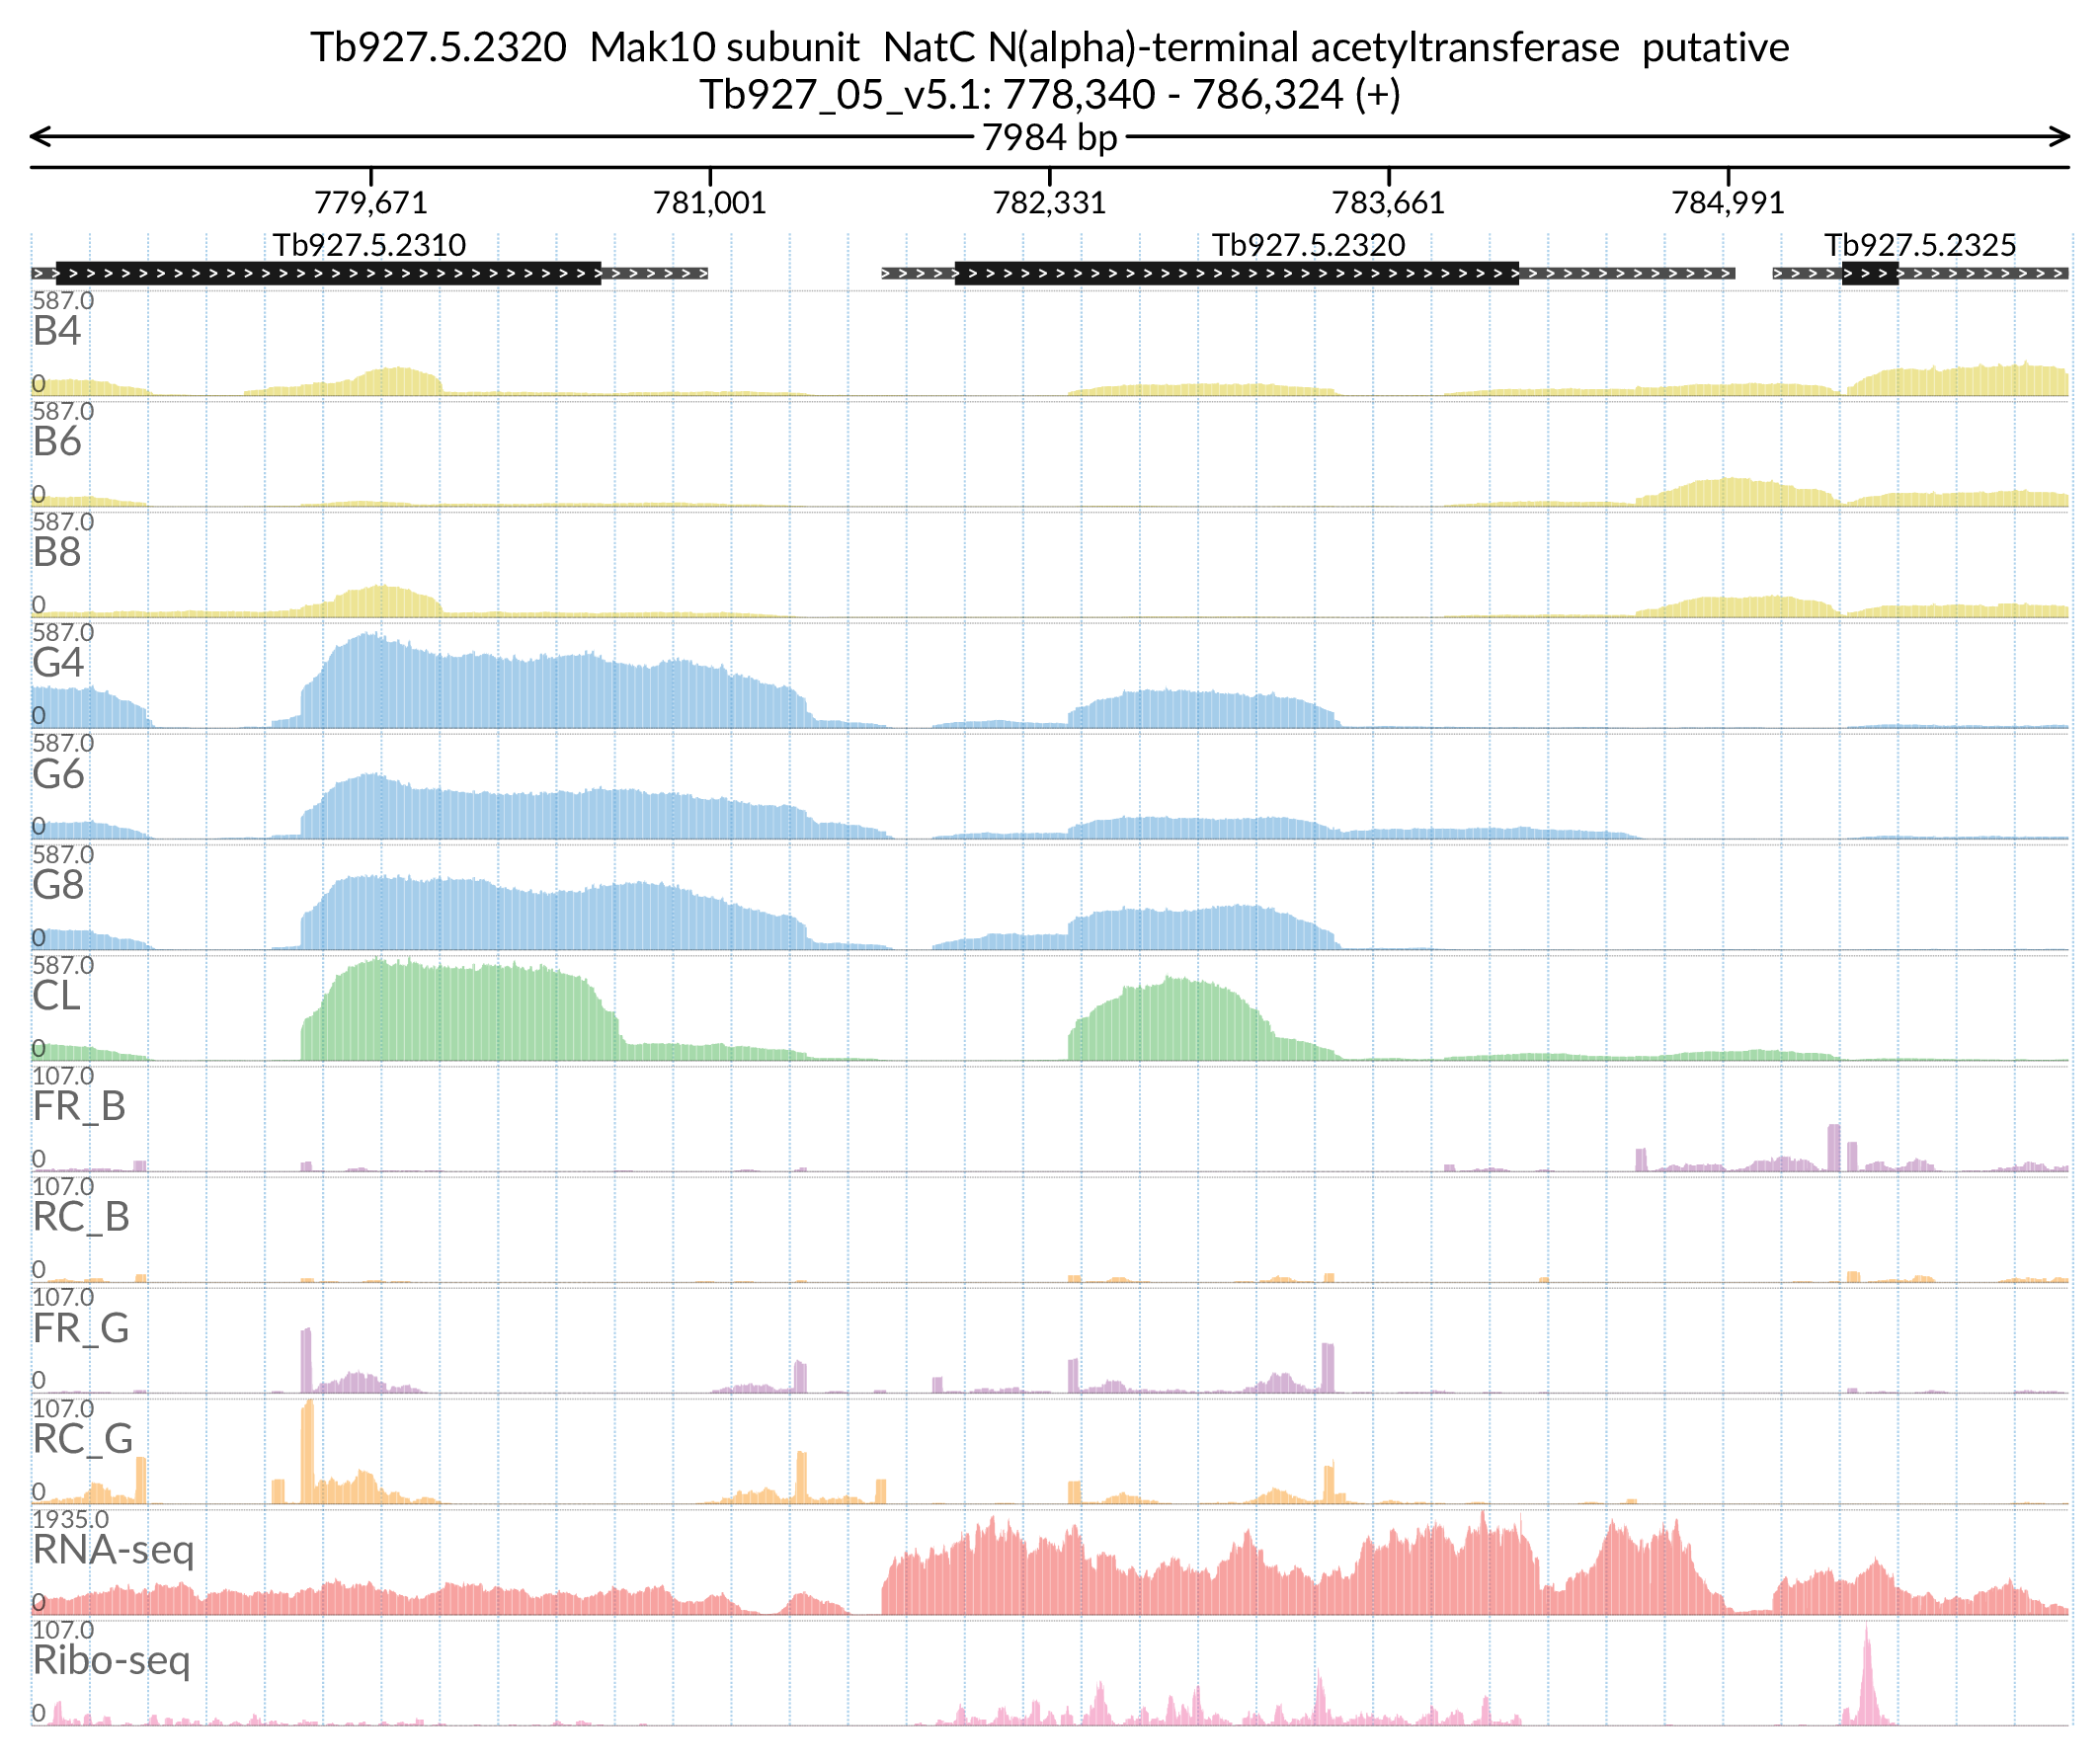 Tb927.5.2320  Mak10 subunit  NatC N(alpha)-terminal acetyltransferase  putative
Tb927_05_v5.1: 778,340 - 786,324 (+)
7984 bp
779,671 781,001 782,331 783,661 784,991
Tb927.5.2310 Tb927.5.2320 Tb927.5.2325
587.0
B4
0
587.0
B6
0
587.0
B8
0
587.0
G4
0
587.0
G6
0
587.0
G8
0
587.0
CL
0
107.0
FR_B
0
107.0
RC_B
0
107.0
FR_G
0
107.0
RC_G
0
1935.0
RNA-seq
0
107.0
Ribo-seq
0